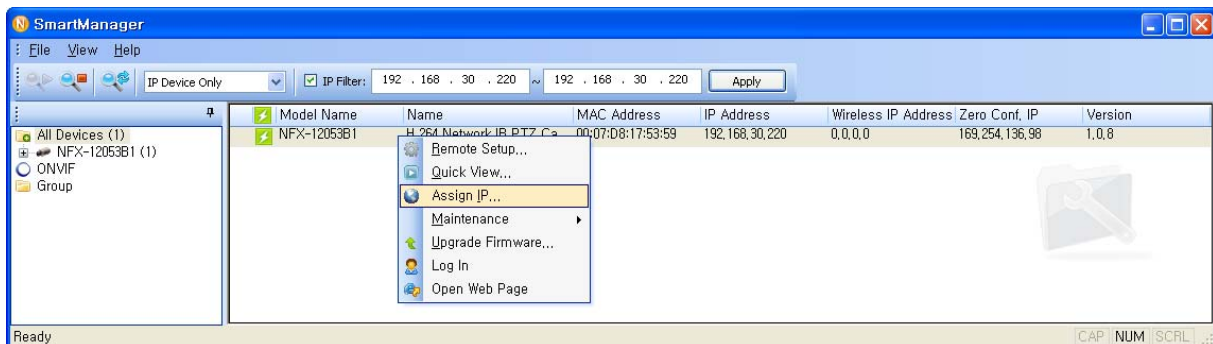 SmartManager
File View Help
IP Device Only IP Filter: 192 . 168 . 30 . 220 ~ 192 . 168 . 30 . 220 Apply
Model Name Name MAC Address IP Address Wireless IP Address Zero Conf, IP Version
NFX-12053B1 H.264 Network IR PTZ Ca... 00:07:D8:17:53:59 192,168,30,220 0,0,0,0 169,254,136,98 1,0,8
All Devices (1)
NFX-12053B1 (1)
ONVIF
Group
Remote Setup...
Quick View...
Assign IP...
Maintenance
Upgrade Firmware...
Log In
Open Web Page
Ready CAP NUM SCRL